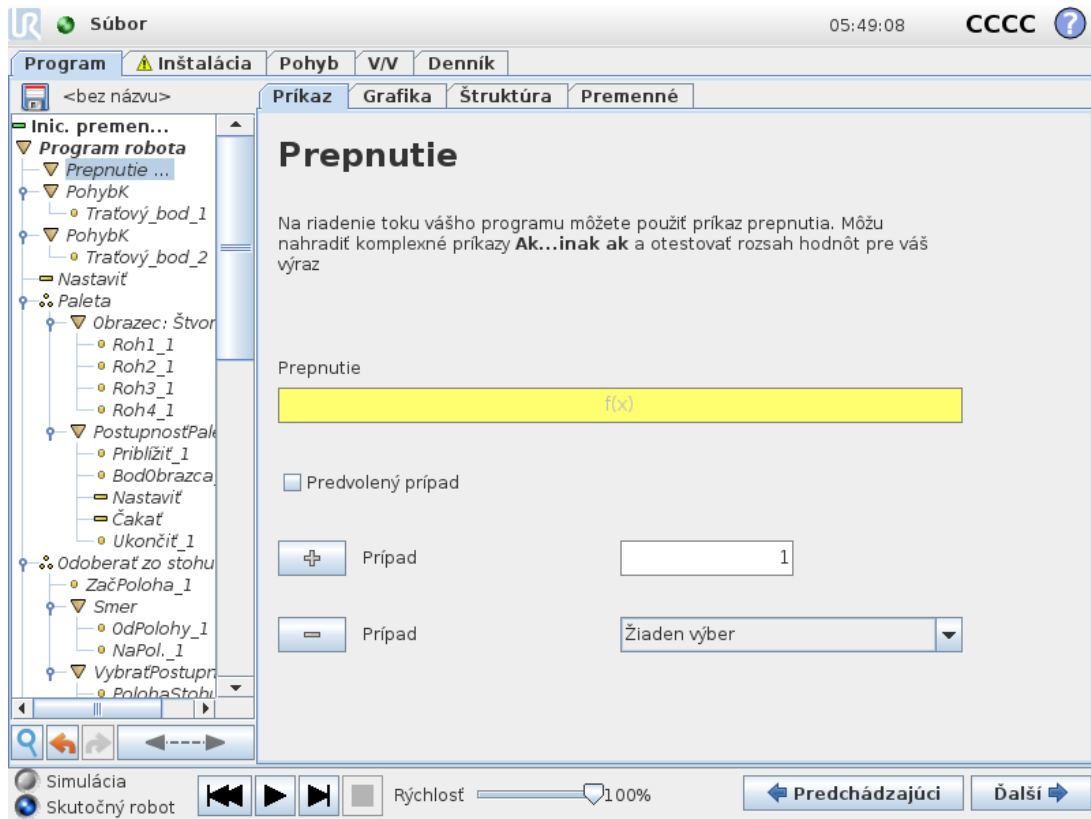 UR Súbor 05:49:08 CCCC ?
Program Inštalácia Pohyb V/V Denník
<bez názvu> Príkaz Grafika Štruktúra Premenné
Inic. premen...
Program robota
Prepnutie ...
PohybK
Traťový_bod_1
PohybK
Traťový_bod_2
Nastaviť
Paleta
Obrazec: Štvor
Roh1_1
Roh2_1
Roh3_1
Roh4_1
PostupnosťPale
Priblížiť_1
BodObrazca_
Nastaviť
Čakať
Ukončiť_1
Odoberať zo stohu
ZačPoloha_1
Smer
OdPolohy_1
NaPol._1
VybraťPostupn
PolohaStohu
Prepnutie
Na riadenie toku vášho programu môžete použiť príkaz prepnutia. Môžu
nahradiť komplexné príkazy Ak...inak ak a otestovať rozsah hodnôt pre váš
výraz
Prepnutie
f(x)
Predvolený prípad
Prípad 1
Prípad Žiaden výber
Simulácia
Skutočný robot
Rýchlosť 100%
Predchádzajúci Ďalší